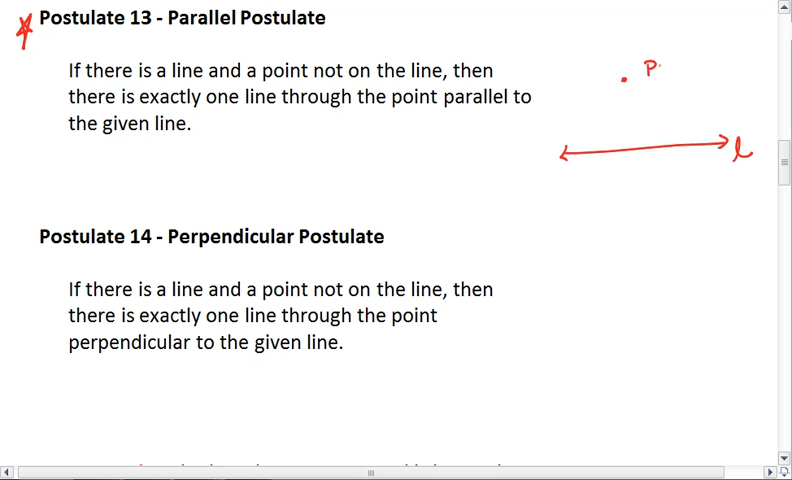 Postulate 13 - Parallel Postulate
If there is a line and a point not on the line, then
there is exactly one line through the point parallel to
the given line.
P
l
Postulate 14 - Perpendicular Postulate
If there is a line and a point not on the line, then
there is exactly one line through the point
perpendicular to the given line.